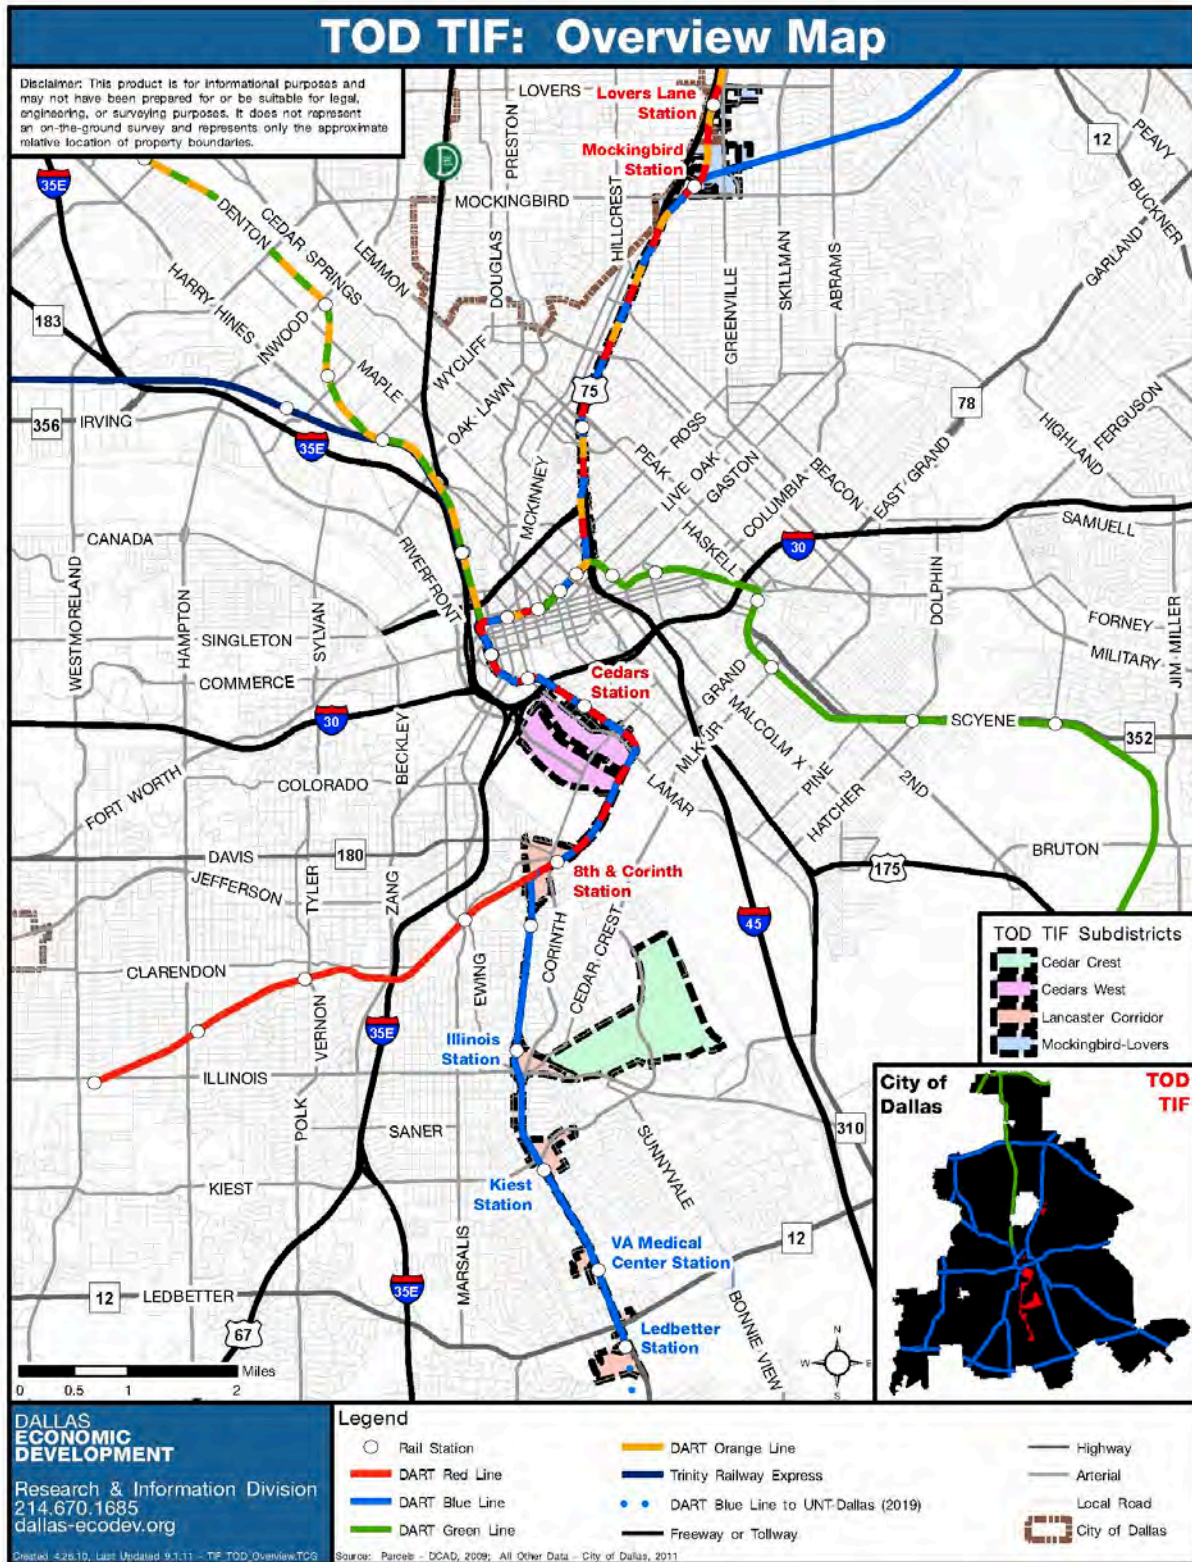 TOD TIF: Overview Map
Disclaimer: This product is for informational purposes and
may not have been prepared for or be suitable for legal,
engineering, or surveying purposes. It does not represent
an on-the-ground survey and represents only the approximate
relative location of property boundaries.
LOVERS
Lovers Lane
Station
PRESTON
HILLCREST
12
PEAVY
BUCKNER
Mockingbird
Station
35E
MOCKINGBIRD
DENTON
CEDAR SPRINGS
LEMMON
DOUGLAS
GREENVILLE
SKILLMAN
ABRAMS
GARLAND
HARRY HINES
INWOOD
183
MAPLE
WYCLIFF
OAK LAWN
75
78
356
IRVING
35E
MCKINNEY
PEAK
ROSS
LIVE OAK
GASTON
COLUMBIA
BEACON
EAST GRAND
HIGHLAND
FERGUSON
SAMUELL
CANADA
RIVERFRONT
HASKELL
30
DOLPHIN
WESTMORELAND
HAMPTON
SYLVAN
SINGLETON
COMMERCE
FORNEY
MILITARY
JIM MILLER
Cedars
Station
GRAND
MLK JR
MALCOLM X
SCYENE
352
30
BECKLEY
COLORADO
FORT WORTH
LAMAR
PINE
HATCHER
2ND
DAVIS
180
JEFFERSON
TYLER
ZANG
8th & Corinth
Station
175
BRUTON
45
CLARENDON
EWING
CORINTH
CEDAR CREST
VERNON
35E
Illinois
Station
ILLINOIS
POLK
SANER
SUNNYVALE
310
KIEST
Kiest
Station
MARSALIS
VA Medical
Center Station
12
12
LEDBETTER
35E
67
Ledbetter
Station
BONNIE VIEW
TOD TIF Subdistricts
Cedar Crest
Cedars West
Lancaster Corridor
Mockingbird-Lovers
City of
Dallas
TOD
TIF
N
W
E
S
Miles
0 0.5 1 2
DALLAS
ECONOMIC
DEVELOPMENT
Research & Information Division
214.670.1685
dallas-ecodev.org
Created 4.26.10, Last Updated 9.1.11 - TIF_TOD_Overview.TCG
Legend
Rail Station
DART Red Line
DART Blue Line
DART Green Line
DART Orange Line
Trinity Railway Express
DART Blue Line to UNT-Dallas (2019)
Freeway or Tollway
Highway
Arterial
Local Road
City of Dallas
Source: Parcels - DCAD, 2009; All Other Data - City of Dallas, 2011